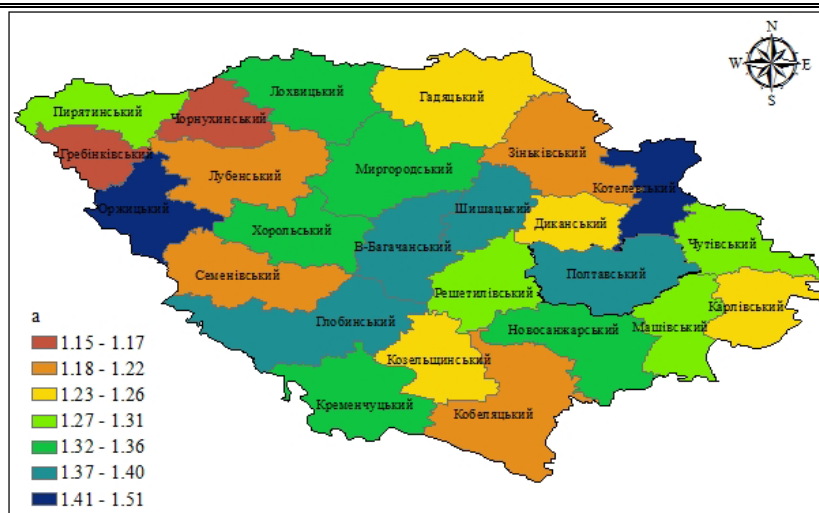 N
W E
S
Лохвицький
Гадяцький
Пирятинський
Чорнухинський
Гребінківський
Зіньківський
Миргородський
Лубенський
Котелевський
Оржицький
Шишацький
Диканський
Хорольський
В-Багачанський
Чутівський
Семенівський
Полтавський
Решетилівський
Карлівський
Глобинський
Новосанжарський
Машівський
Козельщинський
Кременчуцький
Кобеляцький
а
1.15 - 1.17
1.18 - 1.22
1.23 - 1.26
1.27 - 1.31
1.32 - 1.36
1.37 - 1.40
1.41 - 1.51